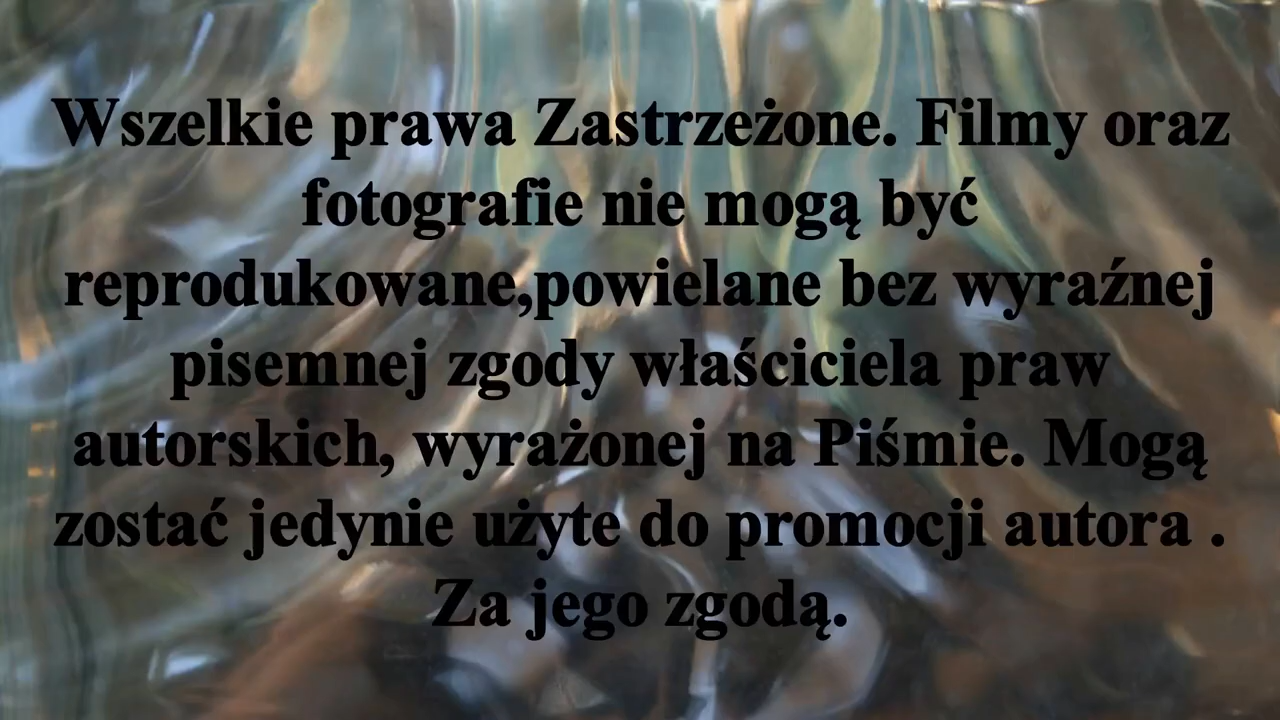 Wszelkie prawa Zastrzeżone. Filmy oraz
fotografie nie mogą być
reprodukowane,powielane bez wyraźnej
pisemnej zgody właściciela praw
autorskich, wyrażonej na Piśmie. Mogą
zostać jedynie użyte do promocji autora .
Za jego zgodą.